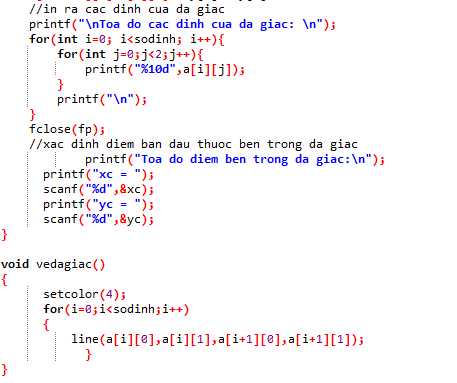 //in ra cac dinh cua da giac
printf("\nToa do cac dinh cua da giac: \n");
for(int i=0; i<sodinh; i++){
for(int j=0;j<2;j++){
printf("%10d",a[i][j]);
}
printf("\n");
}
fclose(fp);
//xac dinh diem ban dau thuoc ben trong da giac
printf("Toa do diem ben trong da giac:\n");
printf("xc = ");
scanf("%d",&xc);
printf("yc = ");
scanf("%d",&yc);
}
void vedagiac()
{
setcolor(4);
for(i=0;i<sodinh;i++)
{
line(a[i][0],a[i][1],a[i+1][0],a[i+1][1]);
}
}